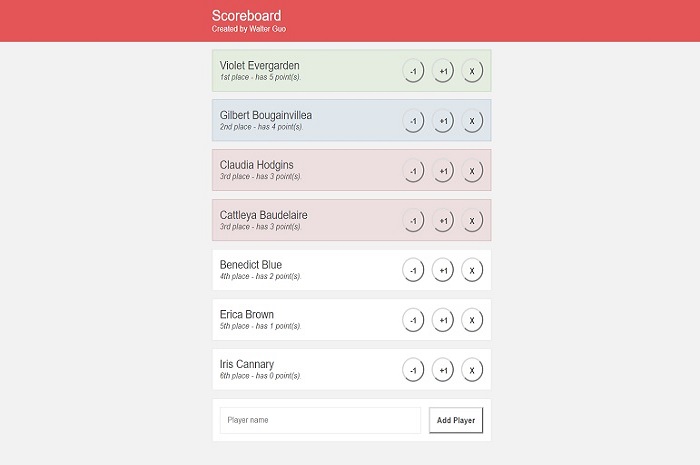 Scoreboard
Created by Walter Guo
Violet Evergarden
1st place - has 5 point(s).
-1 +1 X
Gilbert Bougainvillea
2nd place - has 4 point(s).
-1 +1 X
Claudia Hodgins
3rd place - has 3 point(s).
-1 +1 X
Cattleya Baudelaire
3rd place - has 3 point(s).
-1 +1 X
Benedict Blue
4th place - has 2 point(s).
-1 +1 X
Erica Brown
5th place - has 1 point(s).
-1 +1 X
Iris Cannary
6th place - has 0 point(s).
-1 +1 X
Player name Add Player